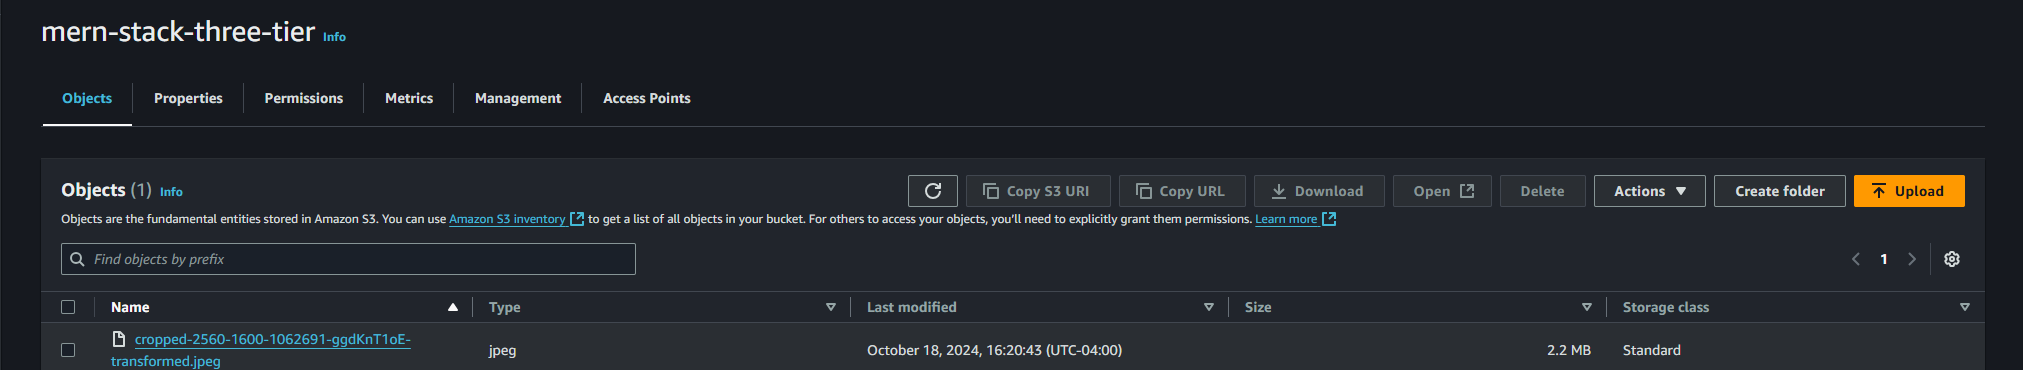 mern-stack-three-tier Info
Objects Properties Permissions Metrics Management Access Points
Objects (1) Info
Copy S3 URI Copy URL Download Open Delete Actions Create folder Upload
Objects are the fundamental entities stored in Amazon S3. You can use Amazon S3 inventory to get a list of all objects in your bucket. For others to access your objects, you'll need to explicitly grant them permissions. Learn more
Find objects by prefix
1
Name Type Last modified Size Storage class
cropped-2560-1600-1062691-ggdKnT1oE-
transformed.jpeg
jpeg October 18, 2024, 16:20:43 (UTC-04:00) 2.2 MB Standard